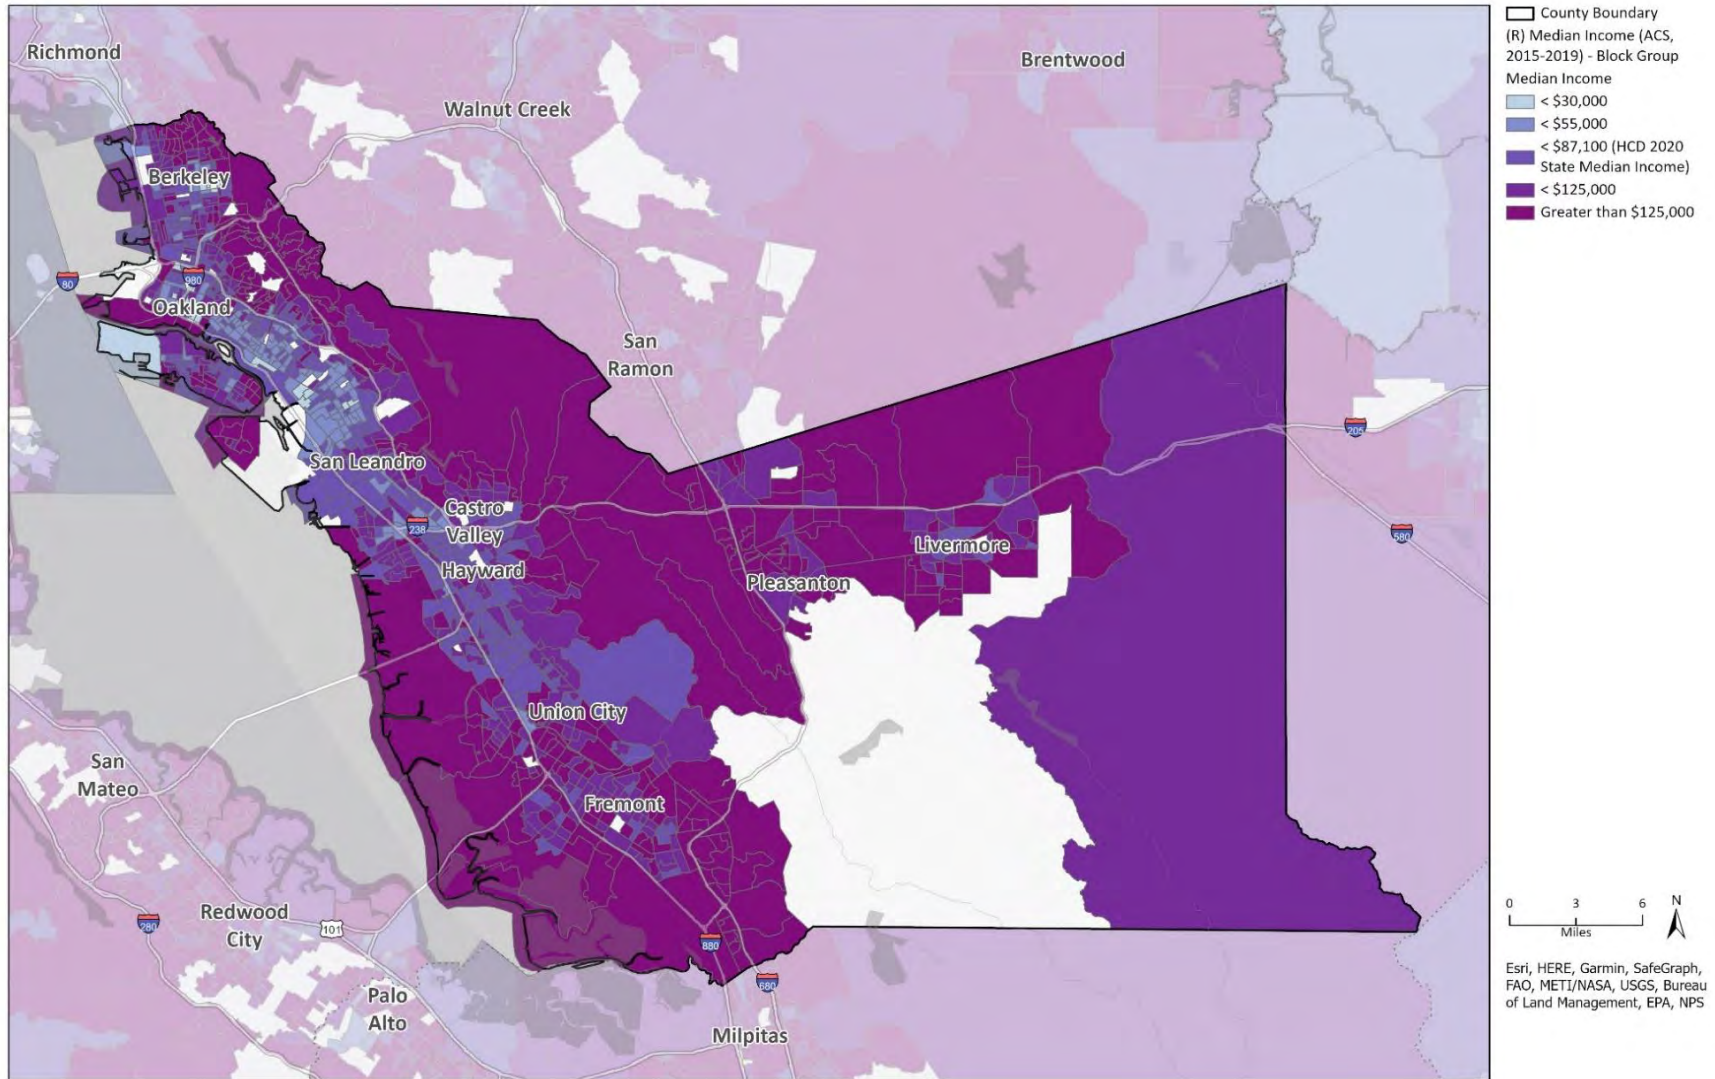 Richmond
Brentwood
Walnut Creek
Berkeley
80
980
Oakland
San
Ramon
205
San Leandro
Castro
Valley
238
580
Livermore
Hayward
Pleasanton
Union City
San
Mateo
Fremont
Redwood
City
280
101
880
680
Palo
Alto
Milpitas
County Boundary
(R) Median Income (ACS,
2015-2019) - Block Group
Median Income
< $30,000
< $55,000
< $87,100 (HCD 2020
State Median Income)
< $125,000
Greater than $125,000
0 3 6
Miles
N
Esri, HERE, Garmin, SafeGraph,
FAO, METI/NASA, USGS, Bureau
of Land Management, EPA, NPS